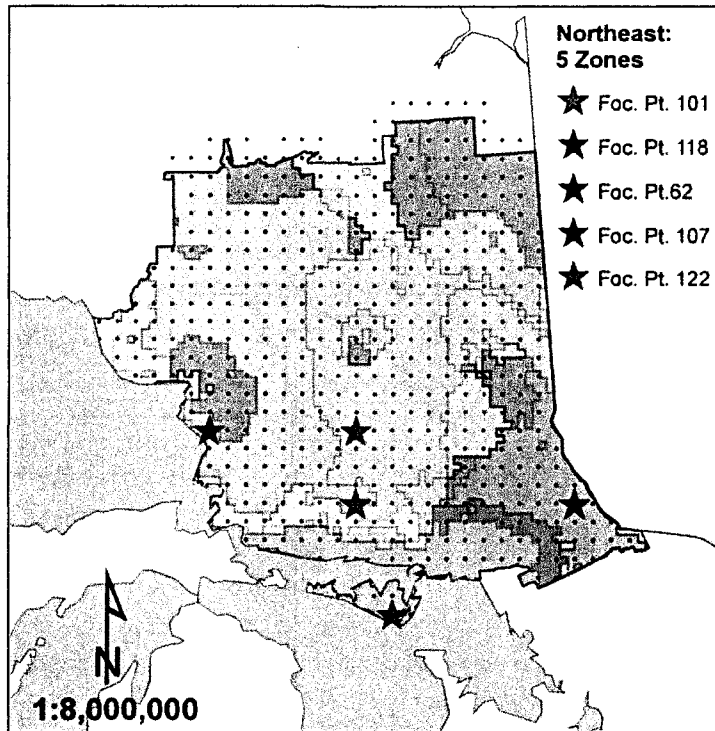 Northeast:
5 Zones
Foc. Pt. 101
Foc. Pt. 118
Foc. Pt.62
Foc. Pt. 107
Foc. Pt. 122
N
1:8,000,000